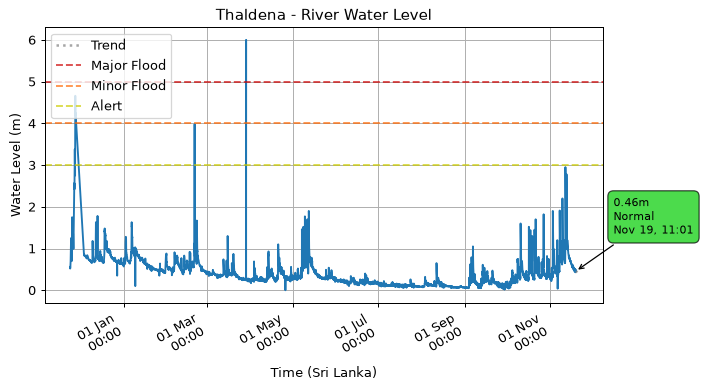 Thaldena - River Water Level
Water Level (m)
6
5
4
3
2
1
0
Trend
Major Flood
Minor Flood
Alert
0.46m
Normal
Nov 19, 11:01
01 Jan
00:00
01 Mar
00:00
01 May
00:00
01 Jul
00:00
01 Sep
00:00
01 Nov
00:00
Time (Sri Lanka)